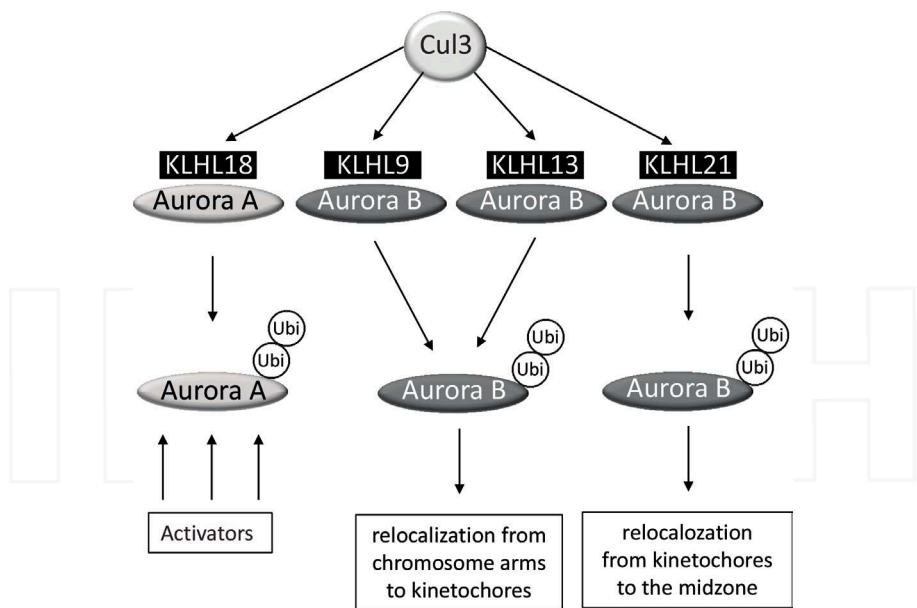 Cul3
KLHL18
KLHL9
KLHL13
KLHL21
Aurora A
Aurora B
Aurora B
Aurora B
Ubi
Ubi
Aurora A
Ubi
Ubi
Aurora B
Ubi
Ubi
Aurora B
Activators
relocalization from
chromosome arms
to kinetochores
relocalozation
from kinetochores
to the midzone